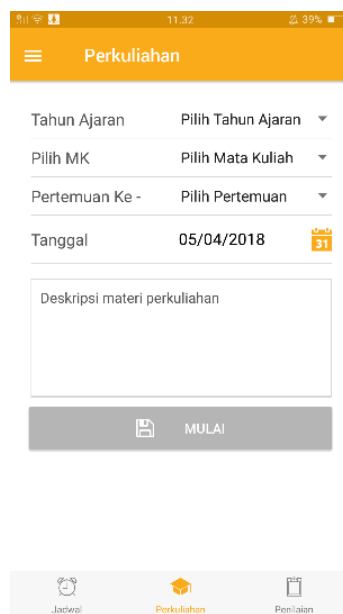 11.32 39%
Perkuliahan
Tahun Ajaran Pilih Tahun Ajaran
Pilih MK Pilih Mata Kuliah
Pertemuan Ke - Pilih Pertemuan
Tanggal 05/04/2018 31
Deskripsi materi perkuliahan
MULAI
Jadwal Perkuliahan Penilaian